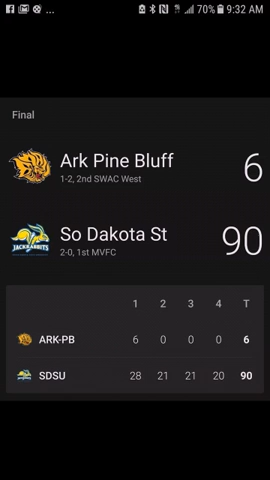 70% 9:32 AM
Final
Ark Pine Bluff 6
1-2, 2nd SWAC West
So Dakota St 90
2-0, 1st MVFC
JACKRABBITS
1 2 3 4 T
ARK-PB 6 0 0 0 6
SDSU 28 21 21 20 90